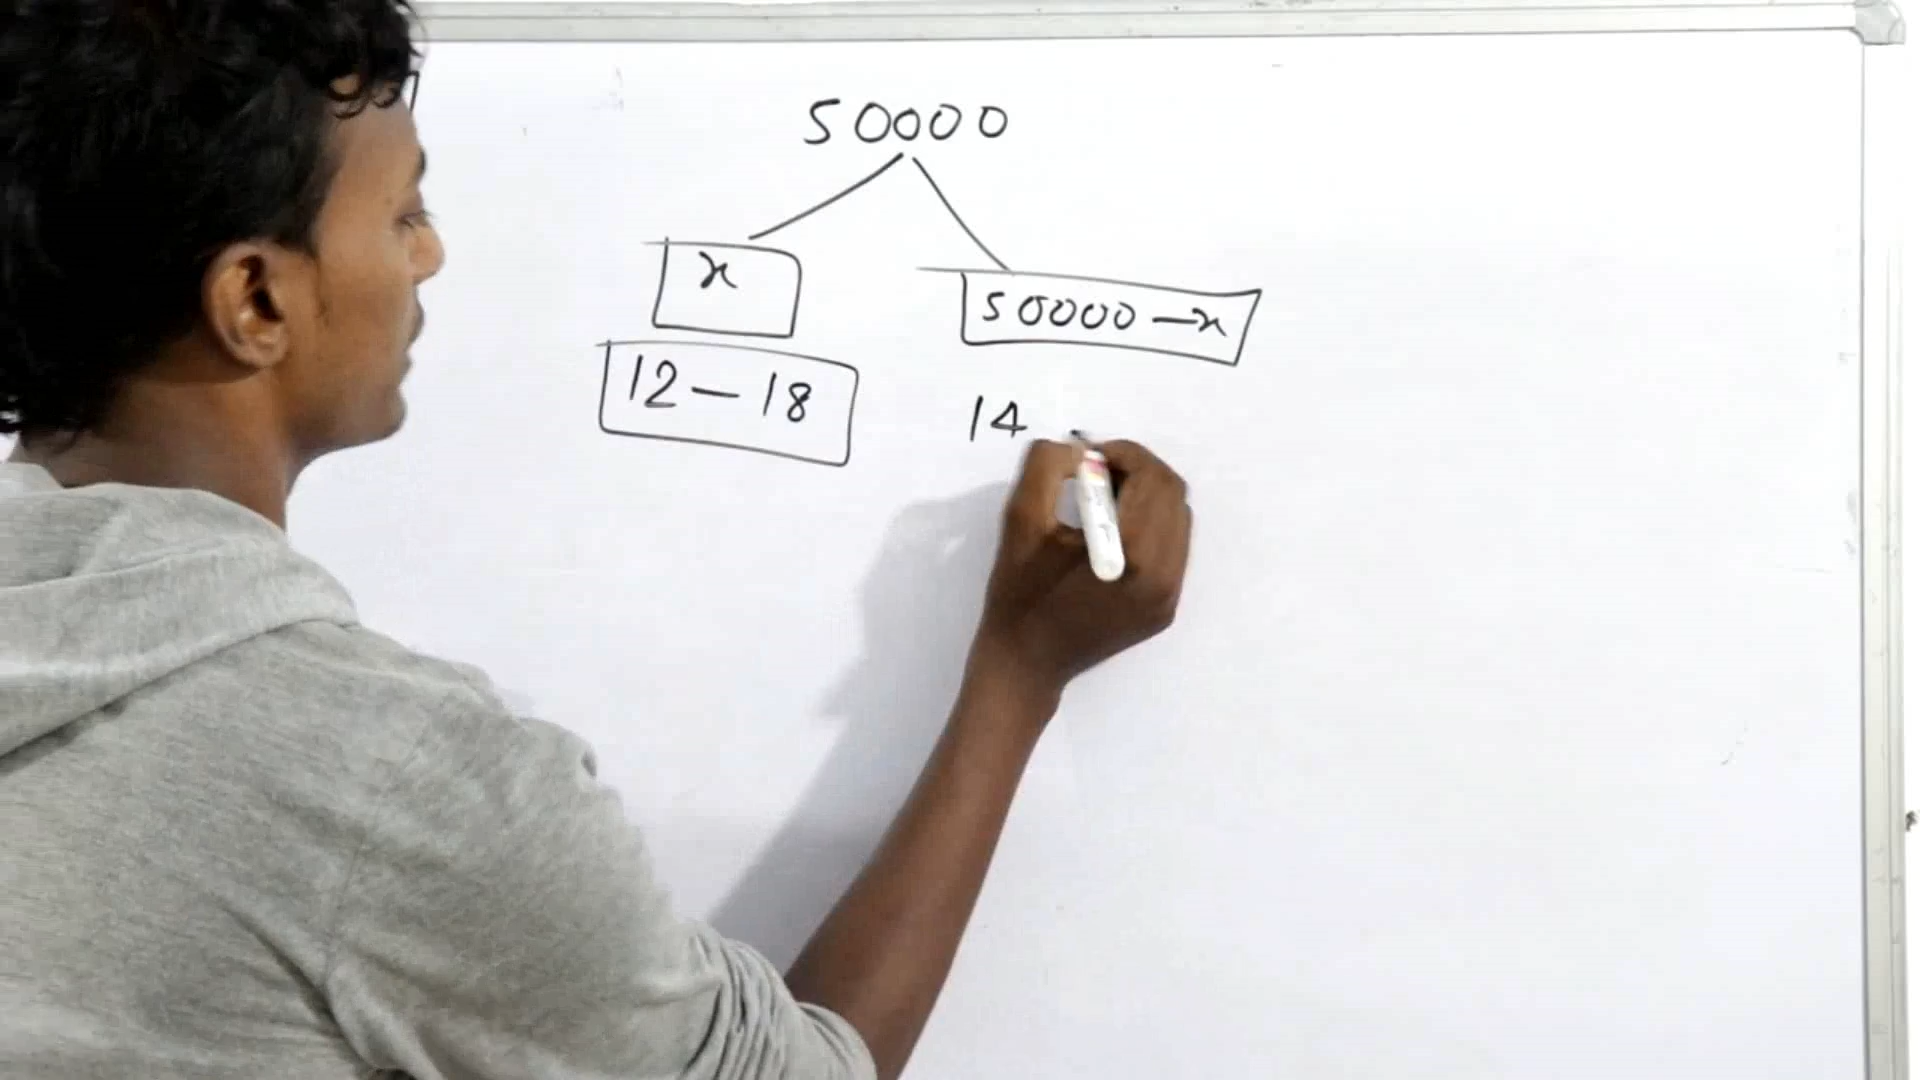 50000
x
50000 — x
12 — 18
14